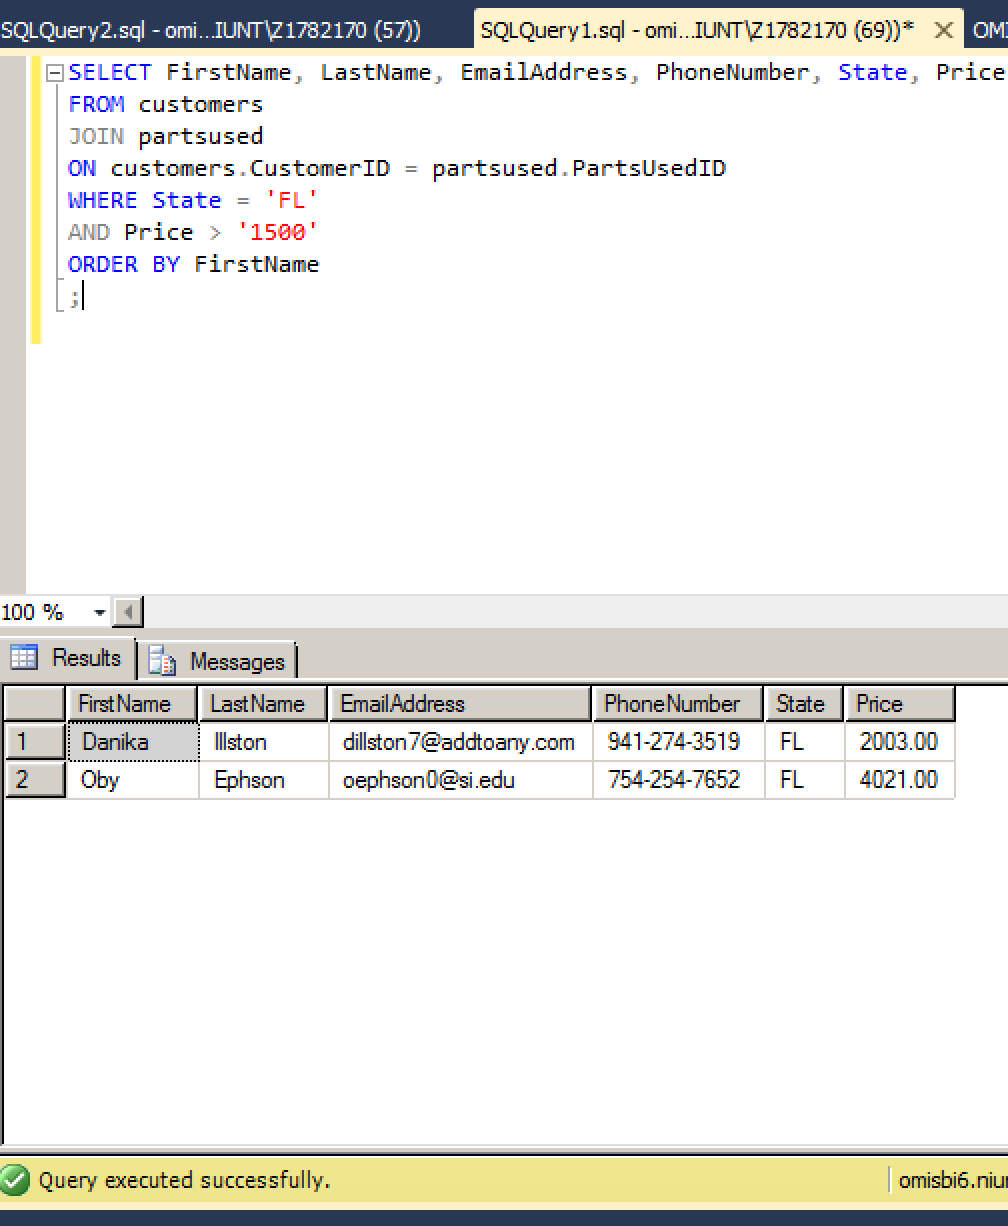 SQLQuery2.sql - omi...IUNT\Z1782170 (57))
SQLQuery1.sql - omi...IUNT\Z1782170 (69))*
SELECT FirstName, LastName, EmailAddress, PhoneNumber, State, Price
FROM customers
JOIN partsused
ON customers.CustomerID = partsused.PartsUsedID
WHERE State = 'FL'
AND Price > '1500'
ORDER BY FirstName
;
100 %
Results Messages
FirstName LastName EmailAddress PhoneNumber State Price
1 Danika Illston dillston7@addtoany.com 941-274-3519 FL 2003.00
2 Oby Ephson oephson0@si.edu 754-254-7652 FL 4021.00
Query executed successfully.